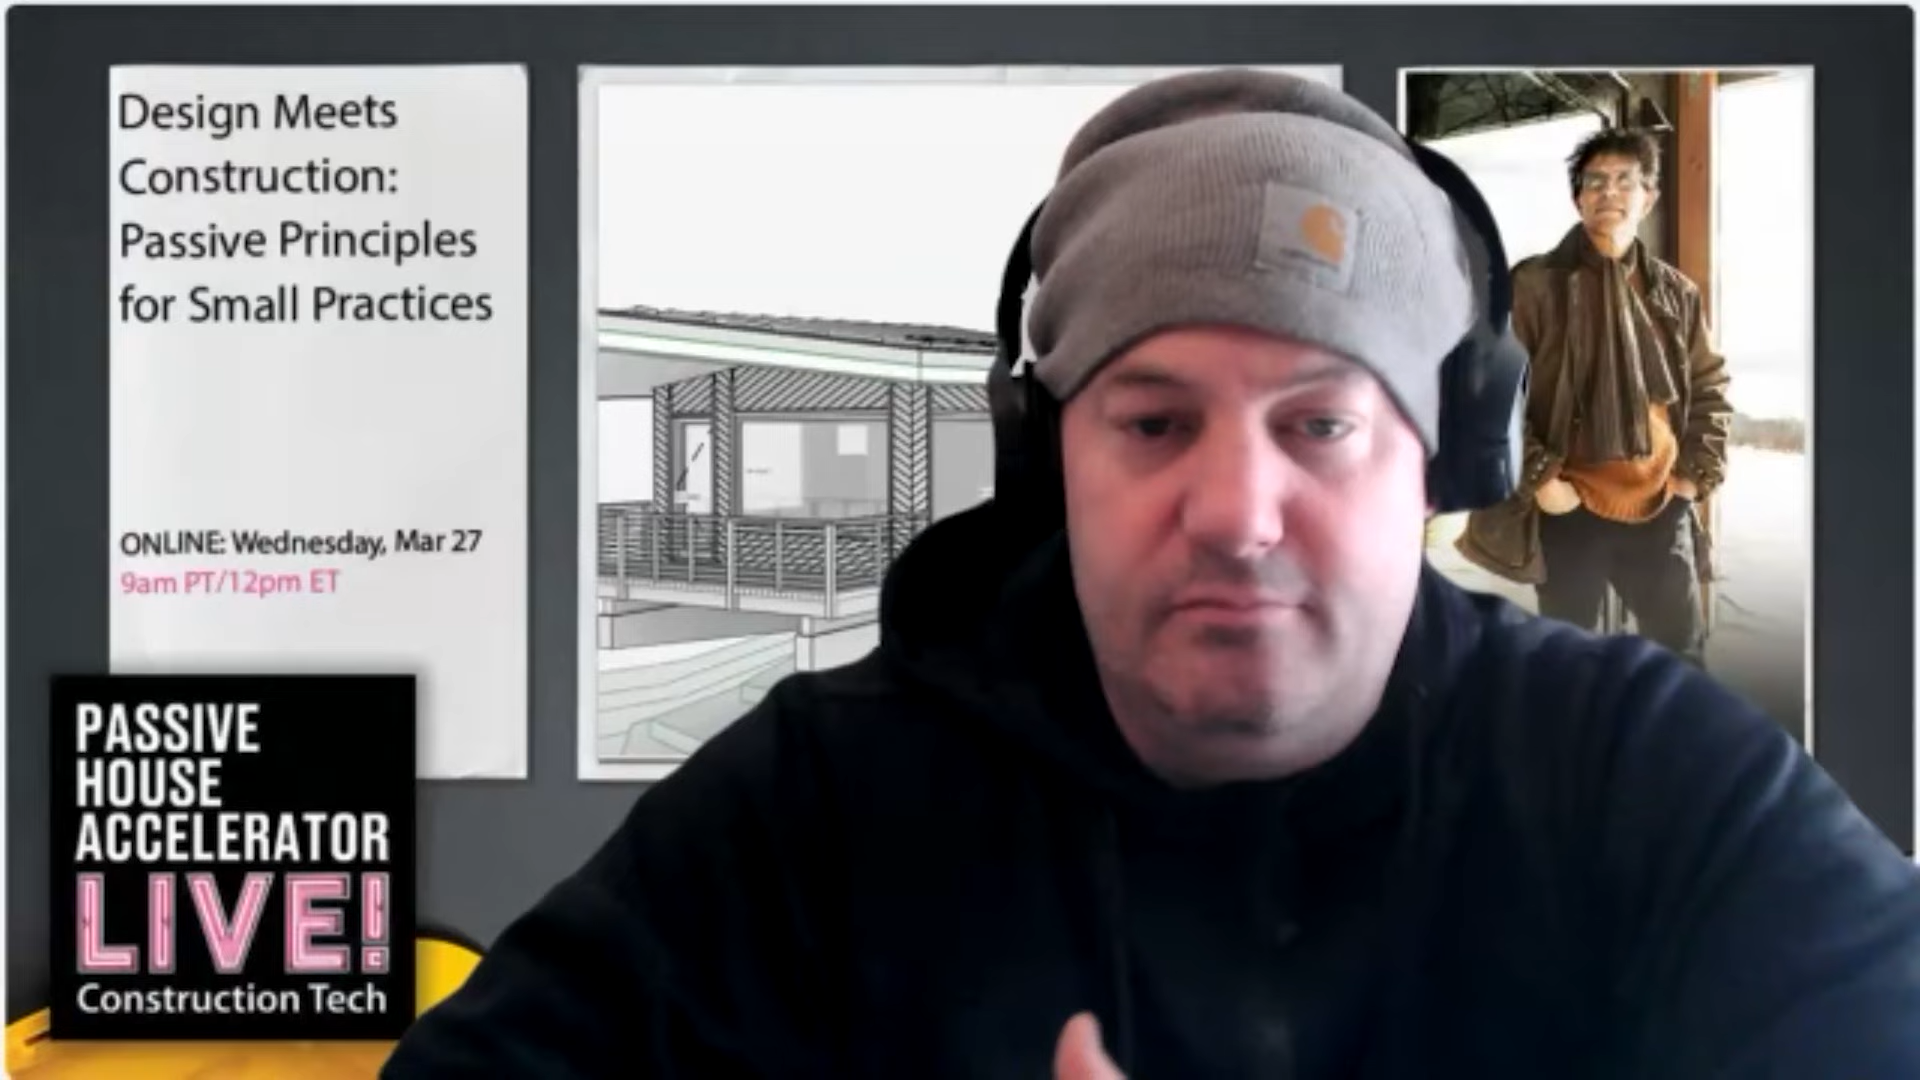 Design Meets
Construction:
Passive Principles
for Small Practices
ONLINE: Wednesday, Mar 27
9am PT/12pm ET
PASSIVE
HOUSE
ACCELERATOR
LIVE!
Construction Tech